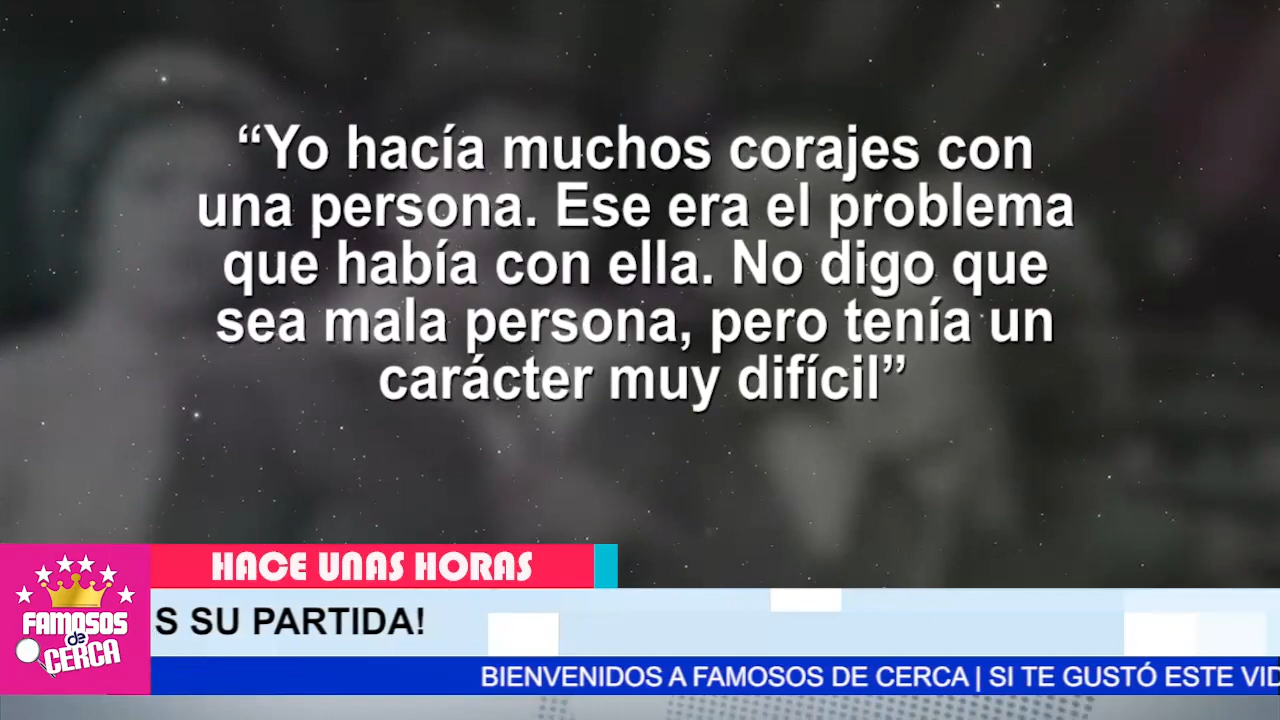 “Yo hacía muchos corajes con
una persona. Ese era el problema
que había con ella. No digo que
sea mala persona, pero tenía un
carácter muy difícil”
HACE UNAS HORAS
S SU PARTIDA!
FAMOSOS
de
CERCA
BIENVENIDOS A FAMOSOS DE CERCA | SI TE GUSTÓ ESTE VID